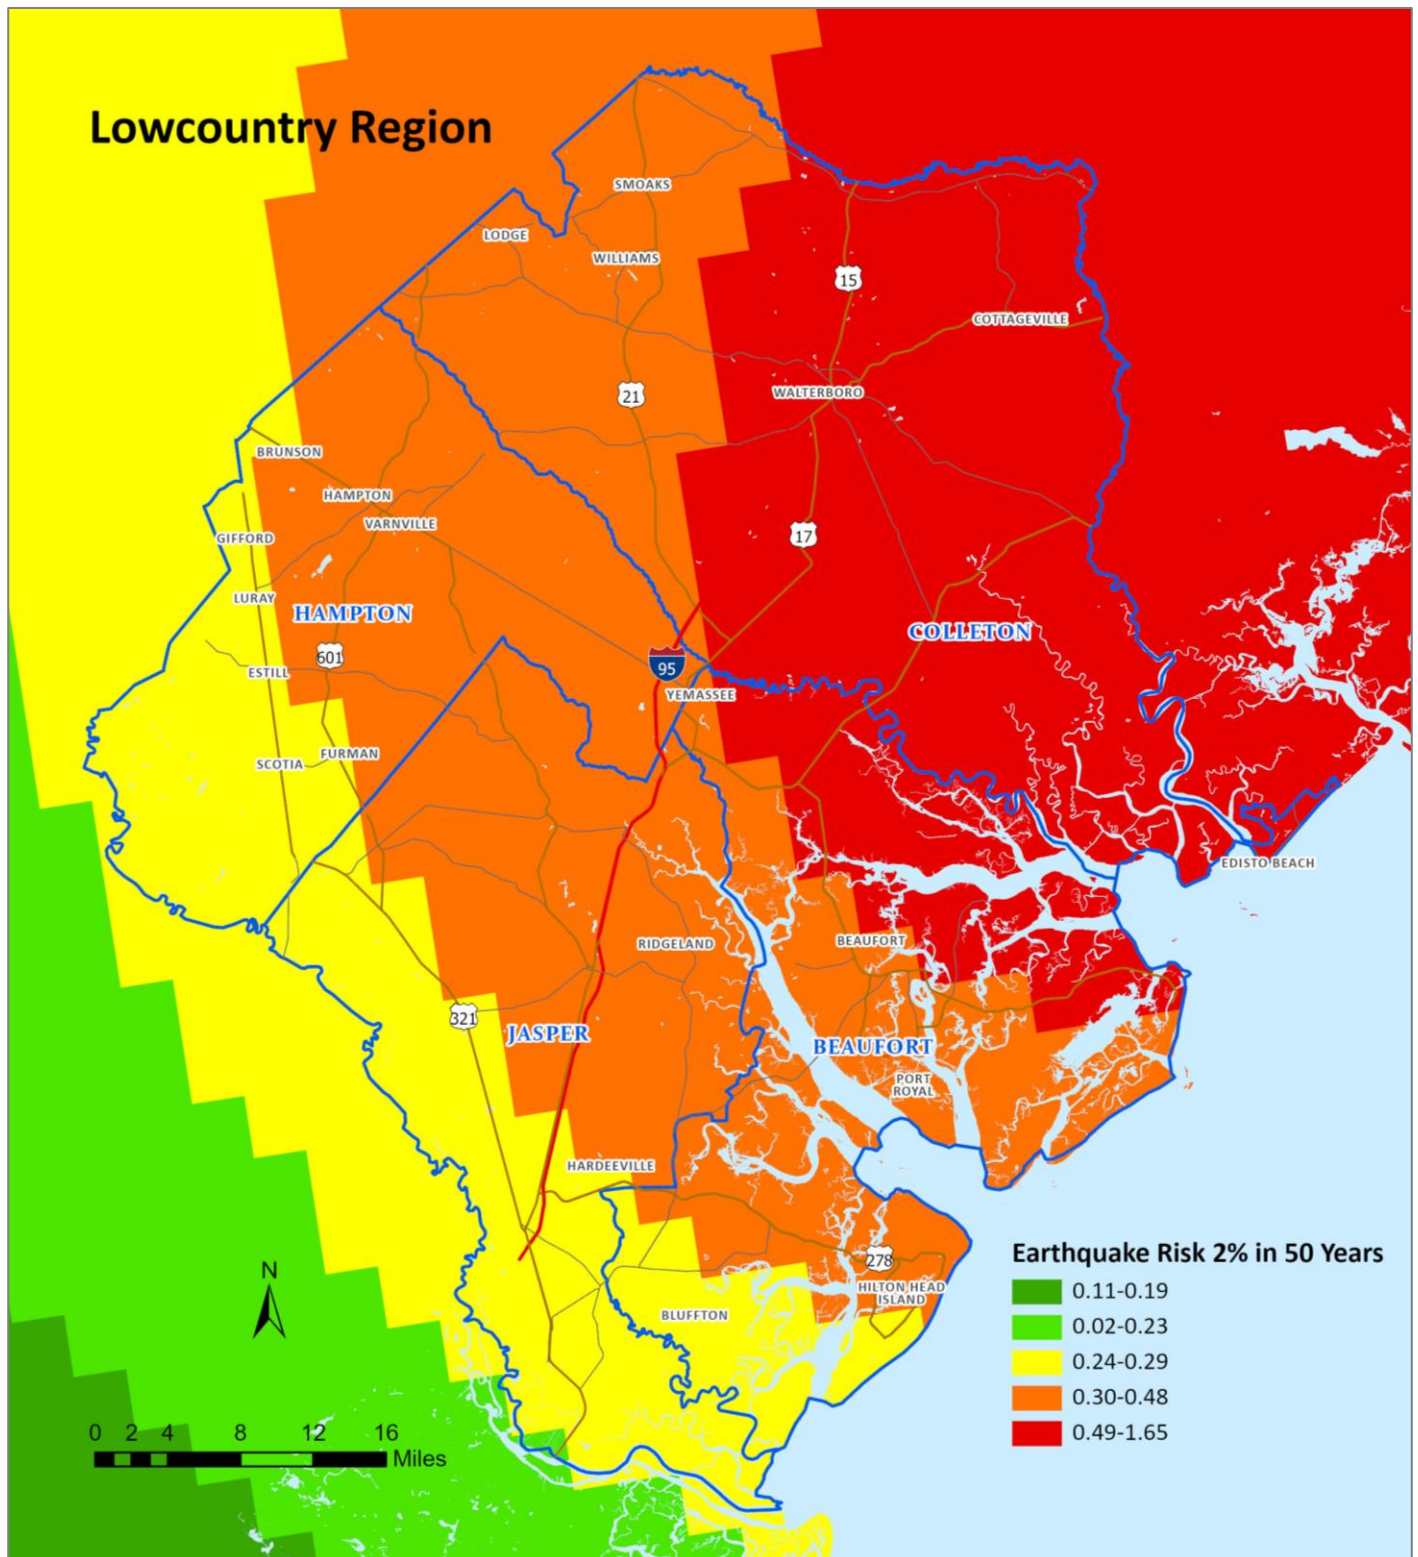 Lowcountry Region
SMOAKS
LODGE
WILLIAMS
15
COTTAGEVILLE
21
WALTERBORO
BRUNSON
HAMPTON
VARNVILLE
GIFFORD
17
LURAY
HAMPTON
COLLETON
601
95
ESTILL
YEMASSEE
FURMAN
SCOTIA
EDISTO BEACH
RIDGELAND
BEAUFORT
321
JASPER
BEAUFORT
PORT
ROYAL
HARDEEVILLE
278
HILTON HEAD
ISLAND
BLUFFTON
N
0 2 4 8 12 16
Miles
Earthquake Risk 2% in 50 Years
0.11-0.19
0.02-0.23
0.24-0.29
0.30-0.48
0.49-1.65